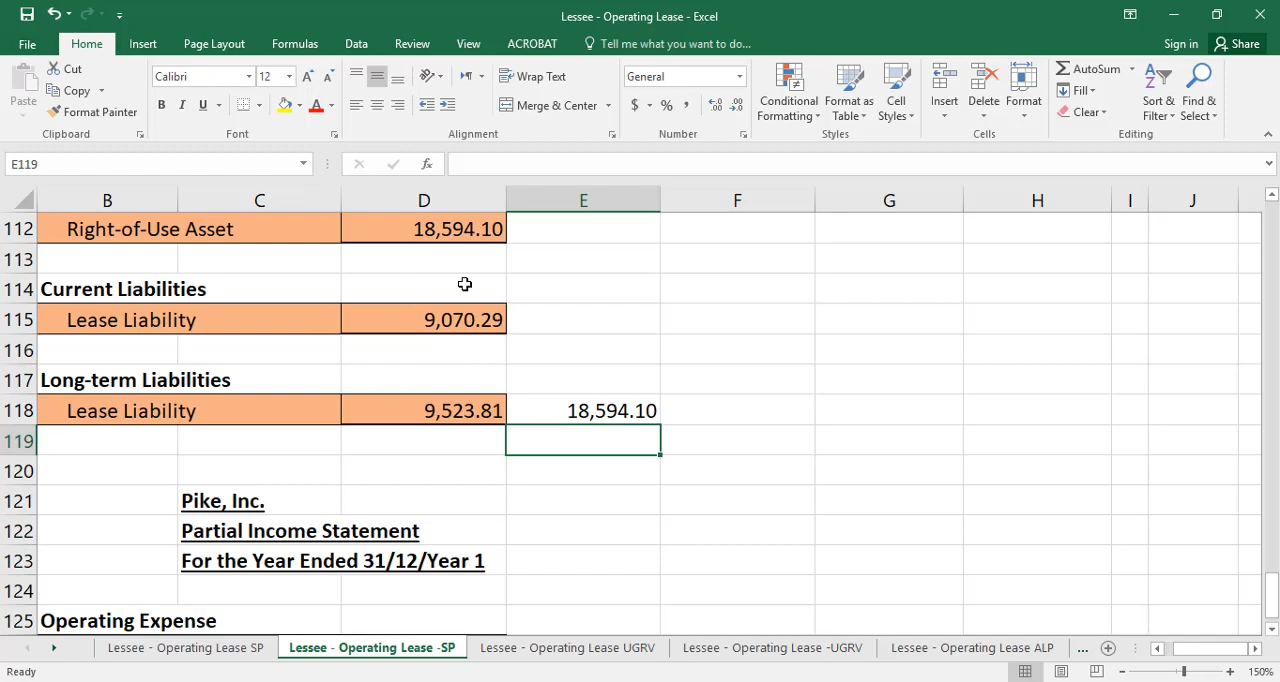 Lessee - Operating Lease - Excel
File Home Insert Page Layout Formulas Data Review View ACROBAT Tell me what you want to do... Sign in Share
Paste Cut Calibri 12 Wrap Text General AutoSum
Copy Merge & Center Fill
Format Painter Clear
Conditional Formatting Format as Table Cell Styles Insert Delete Format Sort & Filter Find & Select
Clipboard Font Alignment Number Styles Cells Editing
E119 fx
B C D E F G H I J
112 Right-of-Use Asset 18,594.10
113
114 Current Liabilities
115 Lease Liability 9,070.29
116
117 Long-term Liabilities
118 Lease Liability 9,523.81 18,594.10
119
120
121 Pike, Inc.
122 Partial Income Statement
123 For the Year Ended 31/12/Year 1
124
125 Operating Expense
Lessee - Operating Lease SP Lessee - Operating Lease -SP Lessee - Operating Lease UGRV Lessee - Operating Lease -UGRV Lessee - Operating Lease ALP ...
Ready 150%